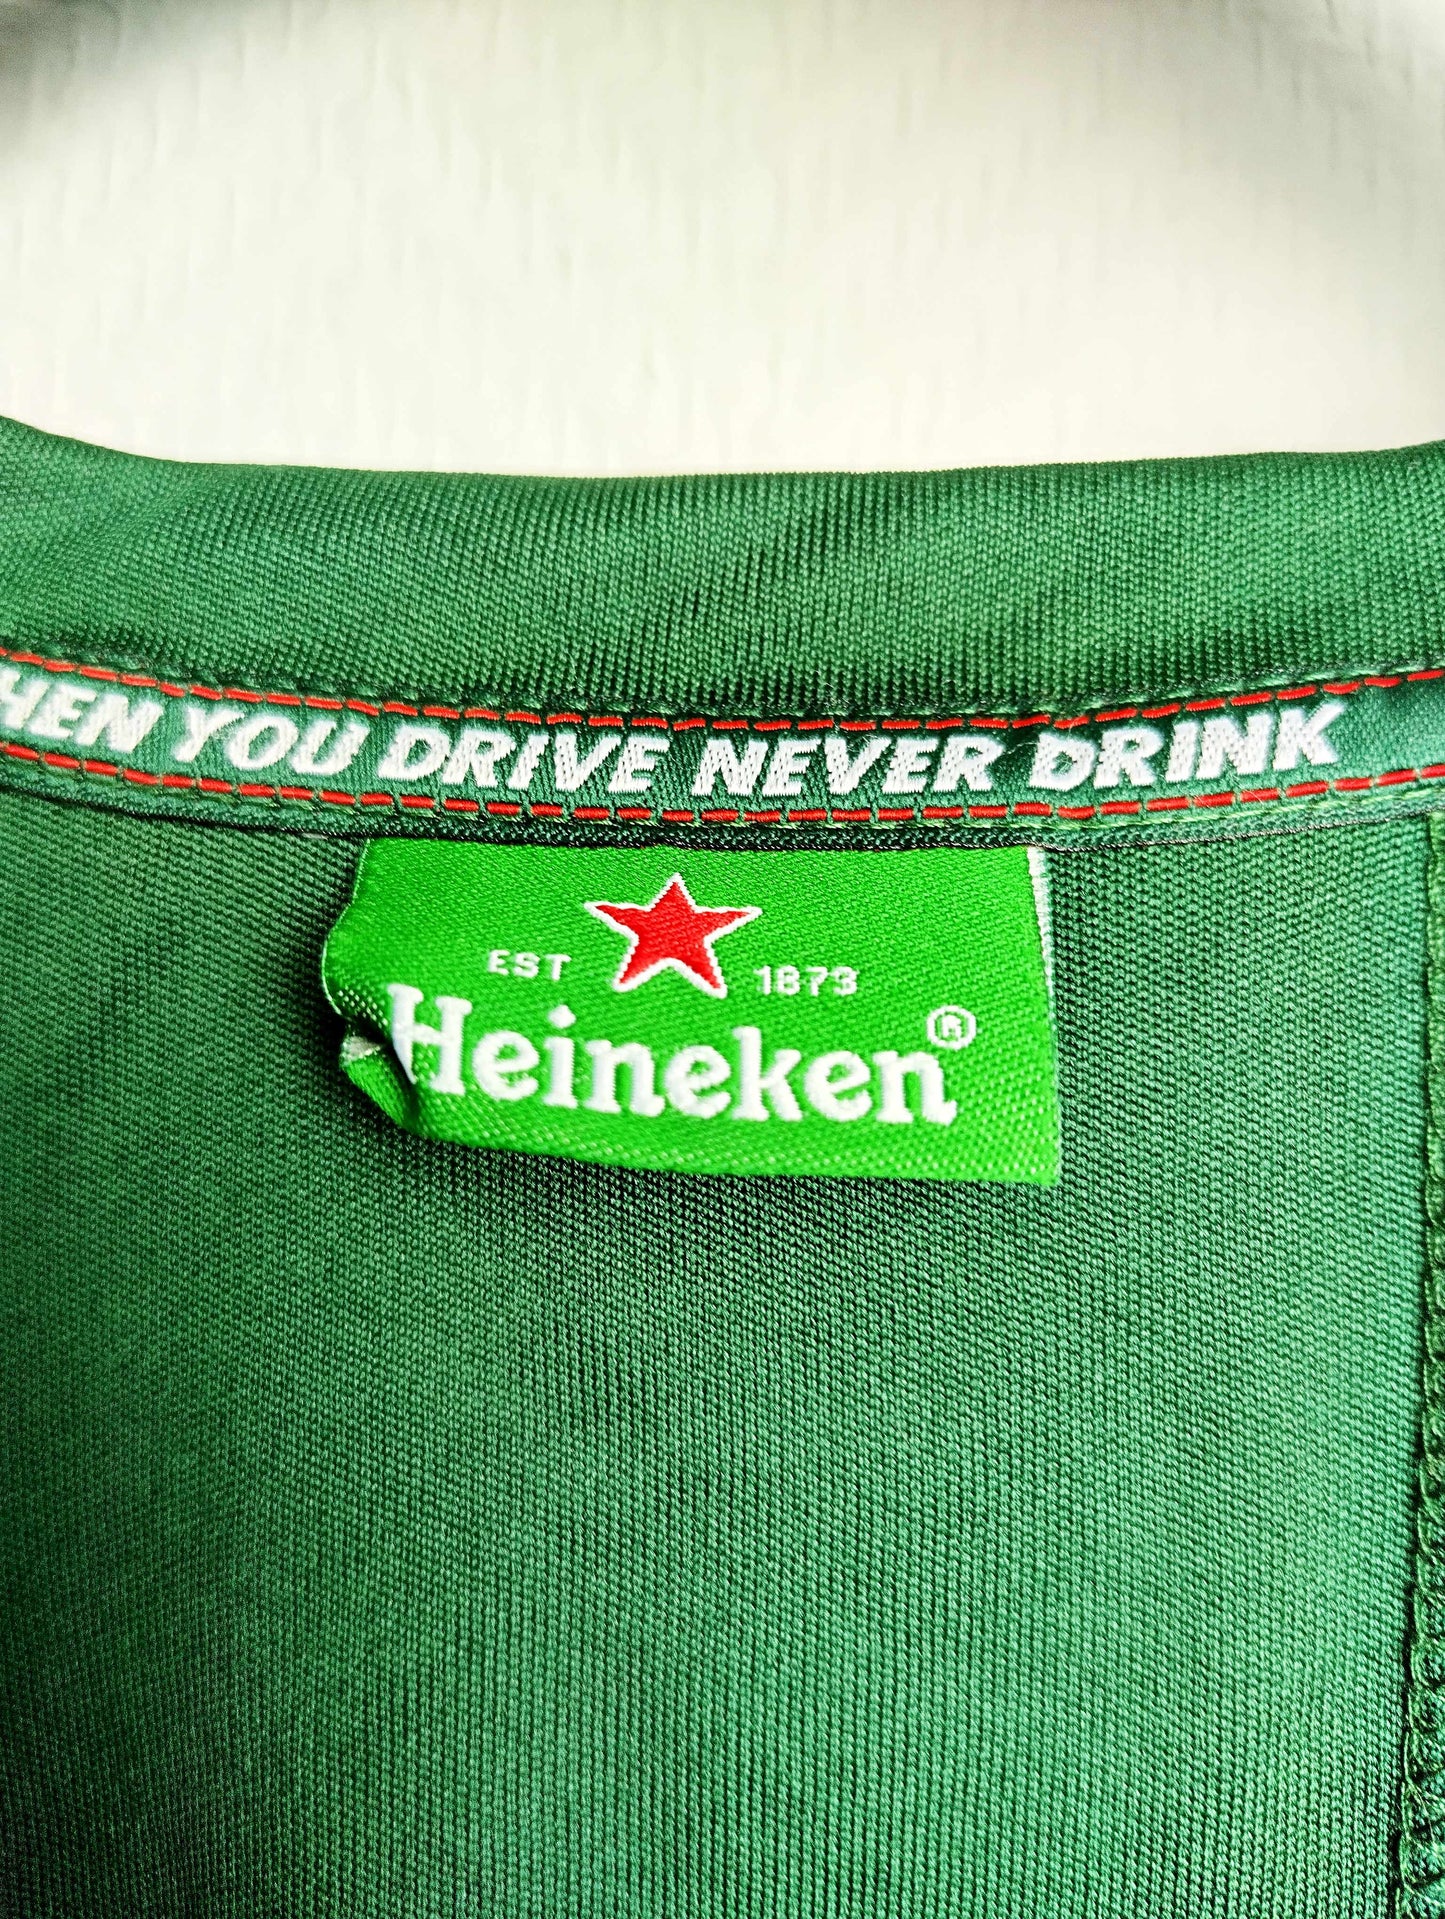 HEN YOU DRIVE NEVER DRINK
EST 1873
Heineken®